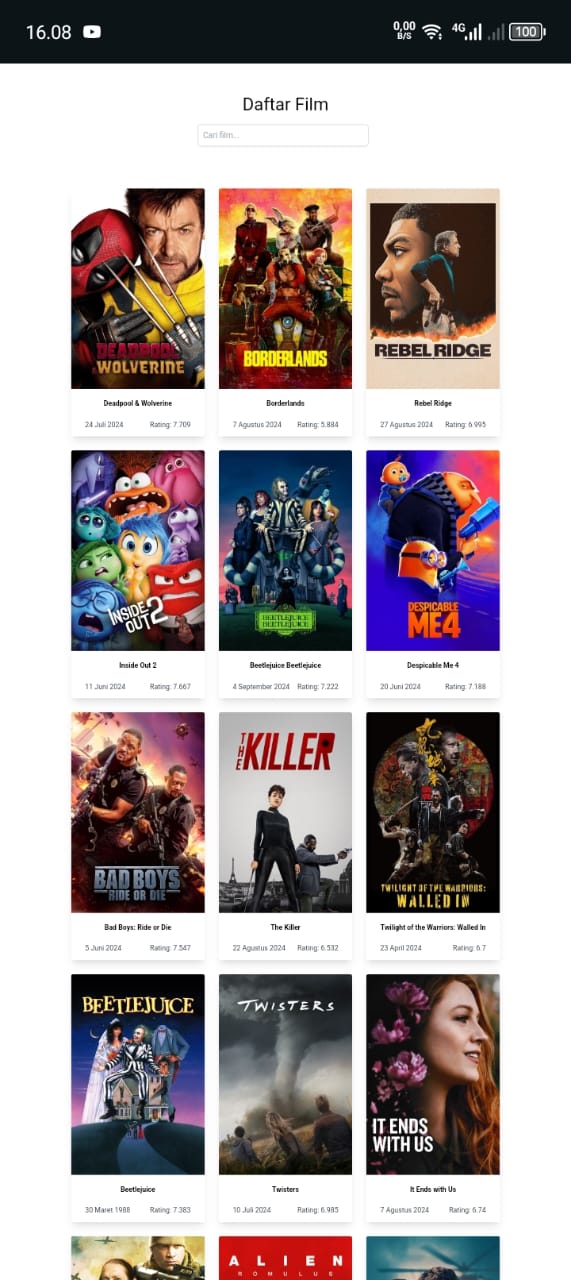 16.08
0,00
B/S
4G
100
Daftar Film
Cari film...
DEADPOOL
& WOLVERINE
BORDERLANDS
REBEL RIDGE
Deadpool & Wolverine
Borderlands
Rebel Ridge
24 Juli 2024 Rating: 7.709
7 Agustus 2024 Rating: 5.884
27 Agustus 2024 Rating: 6.995
INSIDE
OUT 2
BEETLEJUICE
BEETLEJUICE
DESPICABLE
ME 4
Inside Out 2
Beetlejuice Beetlejuice
Despicable Me 4
11 Juni 2024 Rating: 7.667
4 September 2024 Rating: 7.222
20 Juni 2024 Rating: 7.188
BAD BOYS
RIDE OR DIE
THE
KILLER
TWILIGHT OF THE WARRIORS:
WALLED IN
Bad Boys: Ride or Die
The Killer
Twilight of the Warriors: Walled In
5 Juni 2024 Rating: 7.547
22 Agustus 2024 Rating: 6.532
23 April 2024 Rating: 6.7
BEETLEJUICE
TWISTERS
IT ENDS
WITH US
Beetlejuice
Twisters
It Ends with Us
30 Maret 1988 Rating: 7.383
10 Juli 2024 Rating: 6.985
7 Agustus 2024 Rating: 6.74
ALIEN
ROMULUS